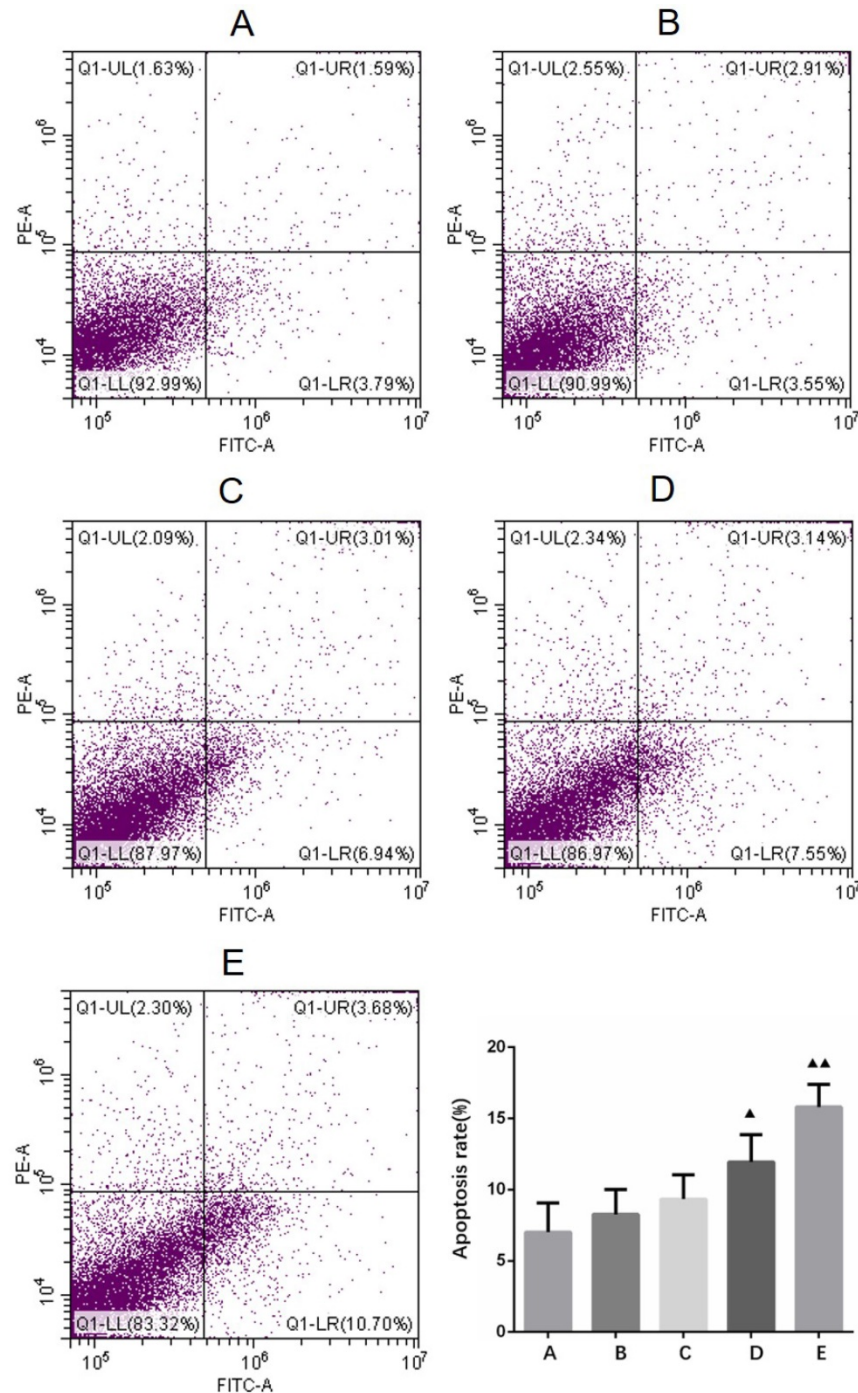 A
B
Q1-UL(1.63%)
Q1-UR(1.59%)
Q1-UL(2.55%)
Q1-UR(2.91%)
10^6
10^6
PE-A
PE-A
10^5
10^5
10^4
10^4
Q1-LL(92.99%)
Q1-LR(3.79%)
Q1-LL(90.99%)
Q1-LR(3.55%)
10^5
10^6
10^7
10^5
10^6
10^7
FITC-A
FITC-A
C
D
Q1-UL(2.09%)
Q1-UR(3.01%)
Q1-UL(2.34%)
Q1-UR(3.14%)
10^6
10^6
PE-A
PE-A
10^5
10^5
10^4
10^4
Q1-LL(87.97%)
Q1-LR(6.94%)
Q1-LL(86.97%)
Q1-LR(7.55%)
10^5
10^6
10^7
10^5
10^6
10^7
FITC-A
FITC-A
E
Q1-UL(2.30%)
Q1-UR(3.68%)
10^6
PE-A
10^5
10^4
Q1-LL(83.32%)
Q1-LR(10.70%)
10^5
10^6
10^7
FITC-A
Apoptosis rate(%)
20
15
10
5
0
▲
▲▲
A B C D E